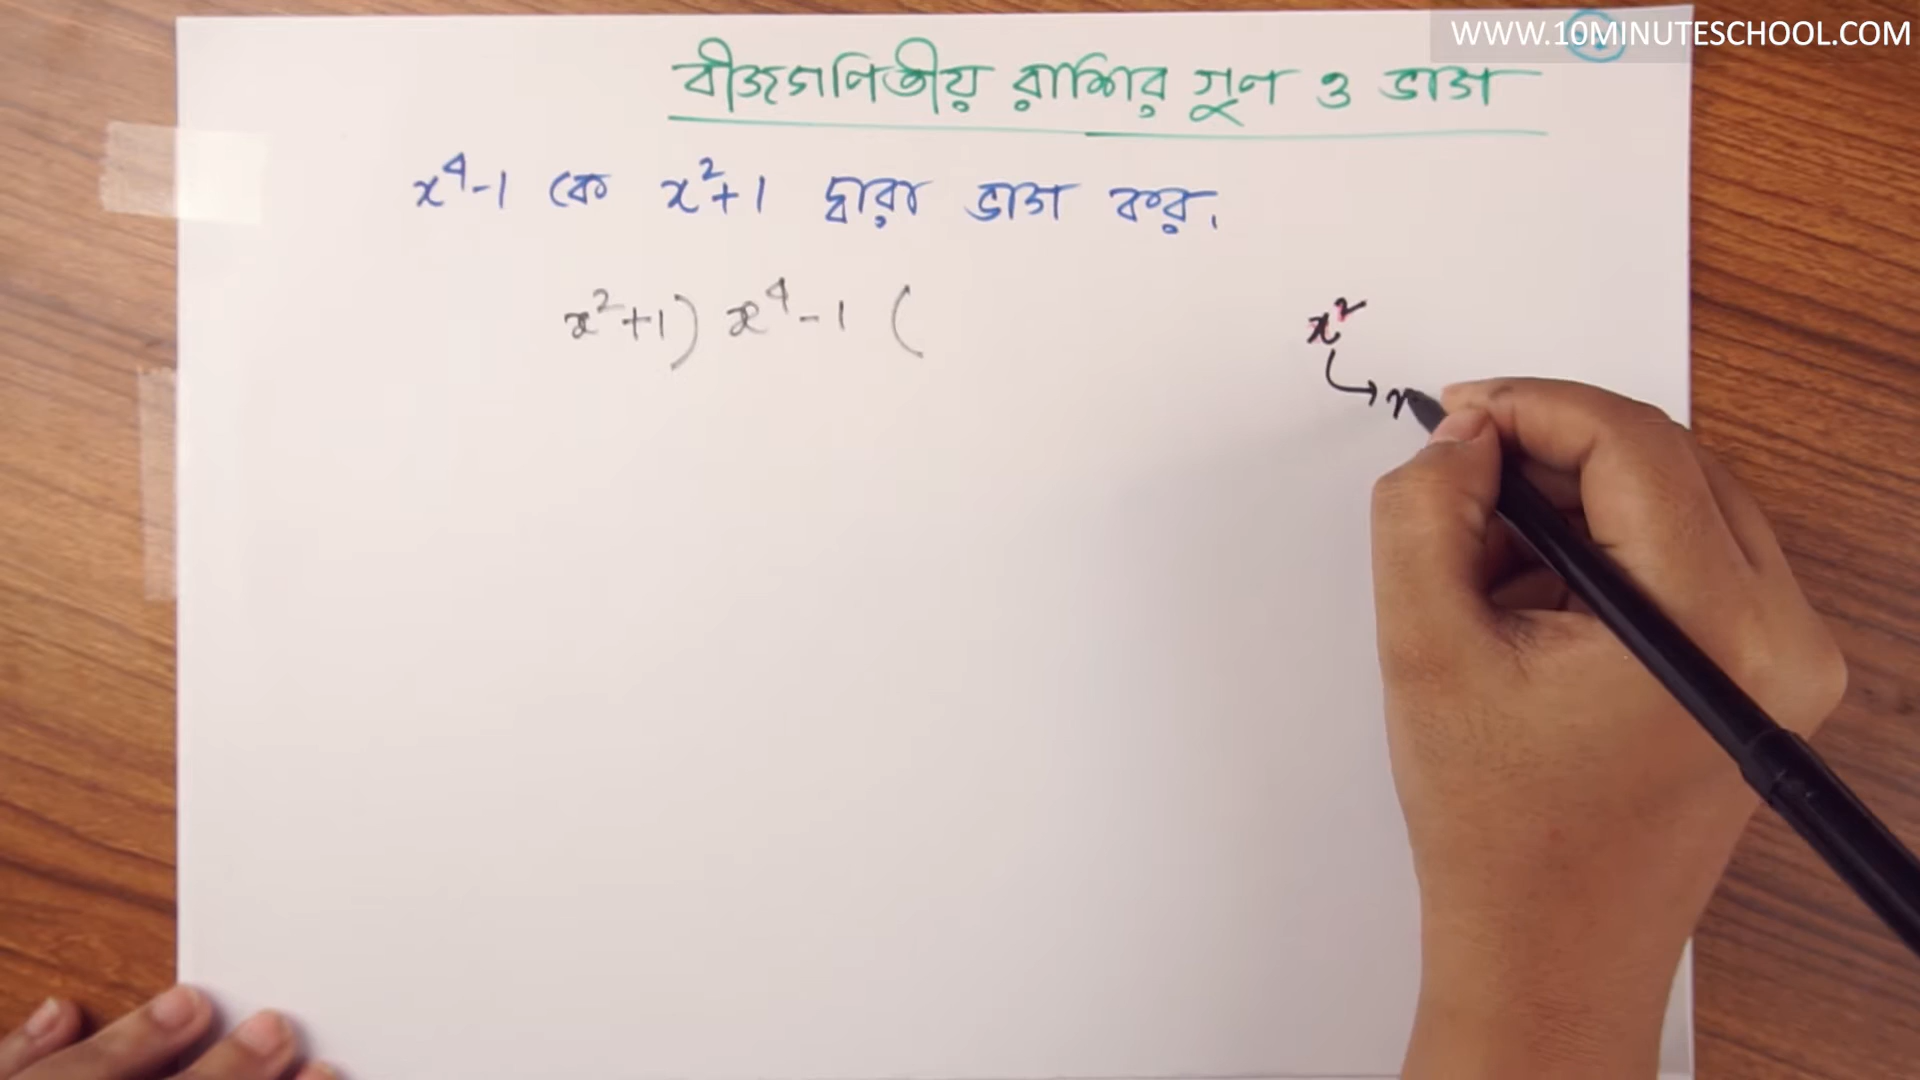 WWW.10MINUTESCHOOL.COM
বীজগণিতীয় রাশির গুণ ও ভাগ
x⁴-1 কে x²+1 দ্বারা ভাগ কর।
x²+1) x⁴-1 (
x²